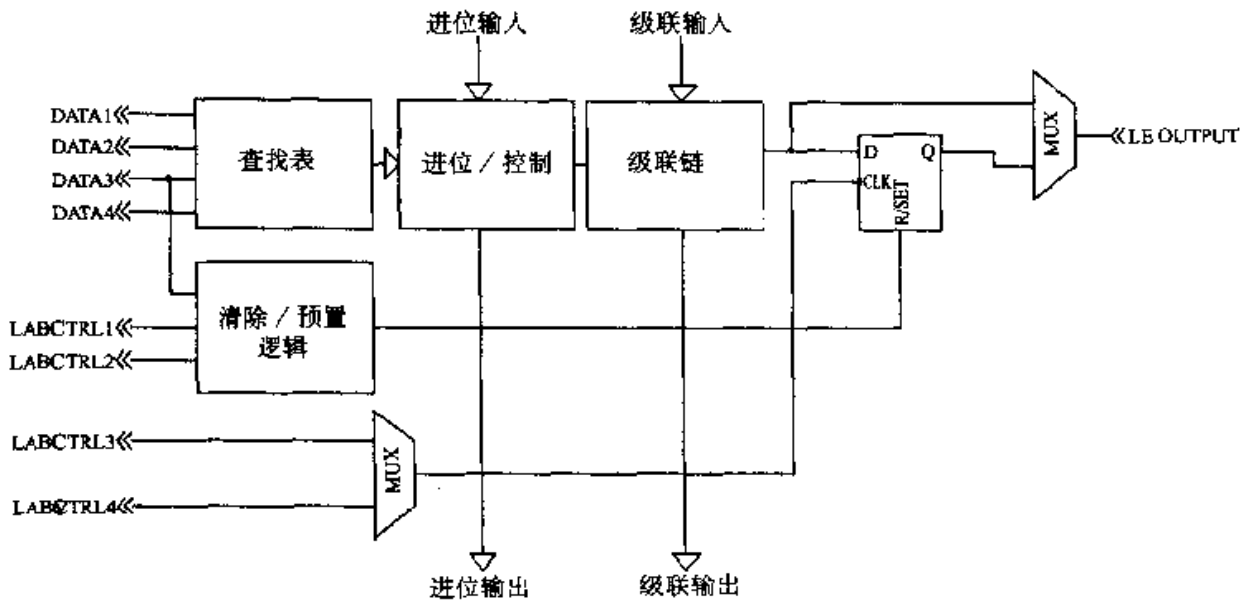 进位输入
级联输入
DATA1
DATA2
DATA3
DATA4
查找表
进位/控制
级联链
D
Q
CLK
R/SET
MUX
LE OUTPUT
LABCTRL1
LABCTRL2
清除/预置
逻辑
LABCTRL3
LABCTRL4
MUX
进位输出
级联输出